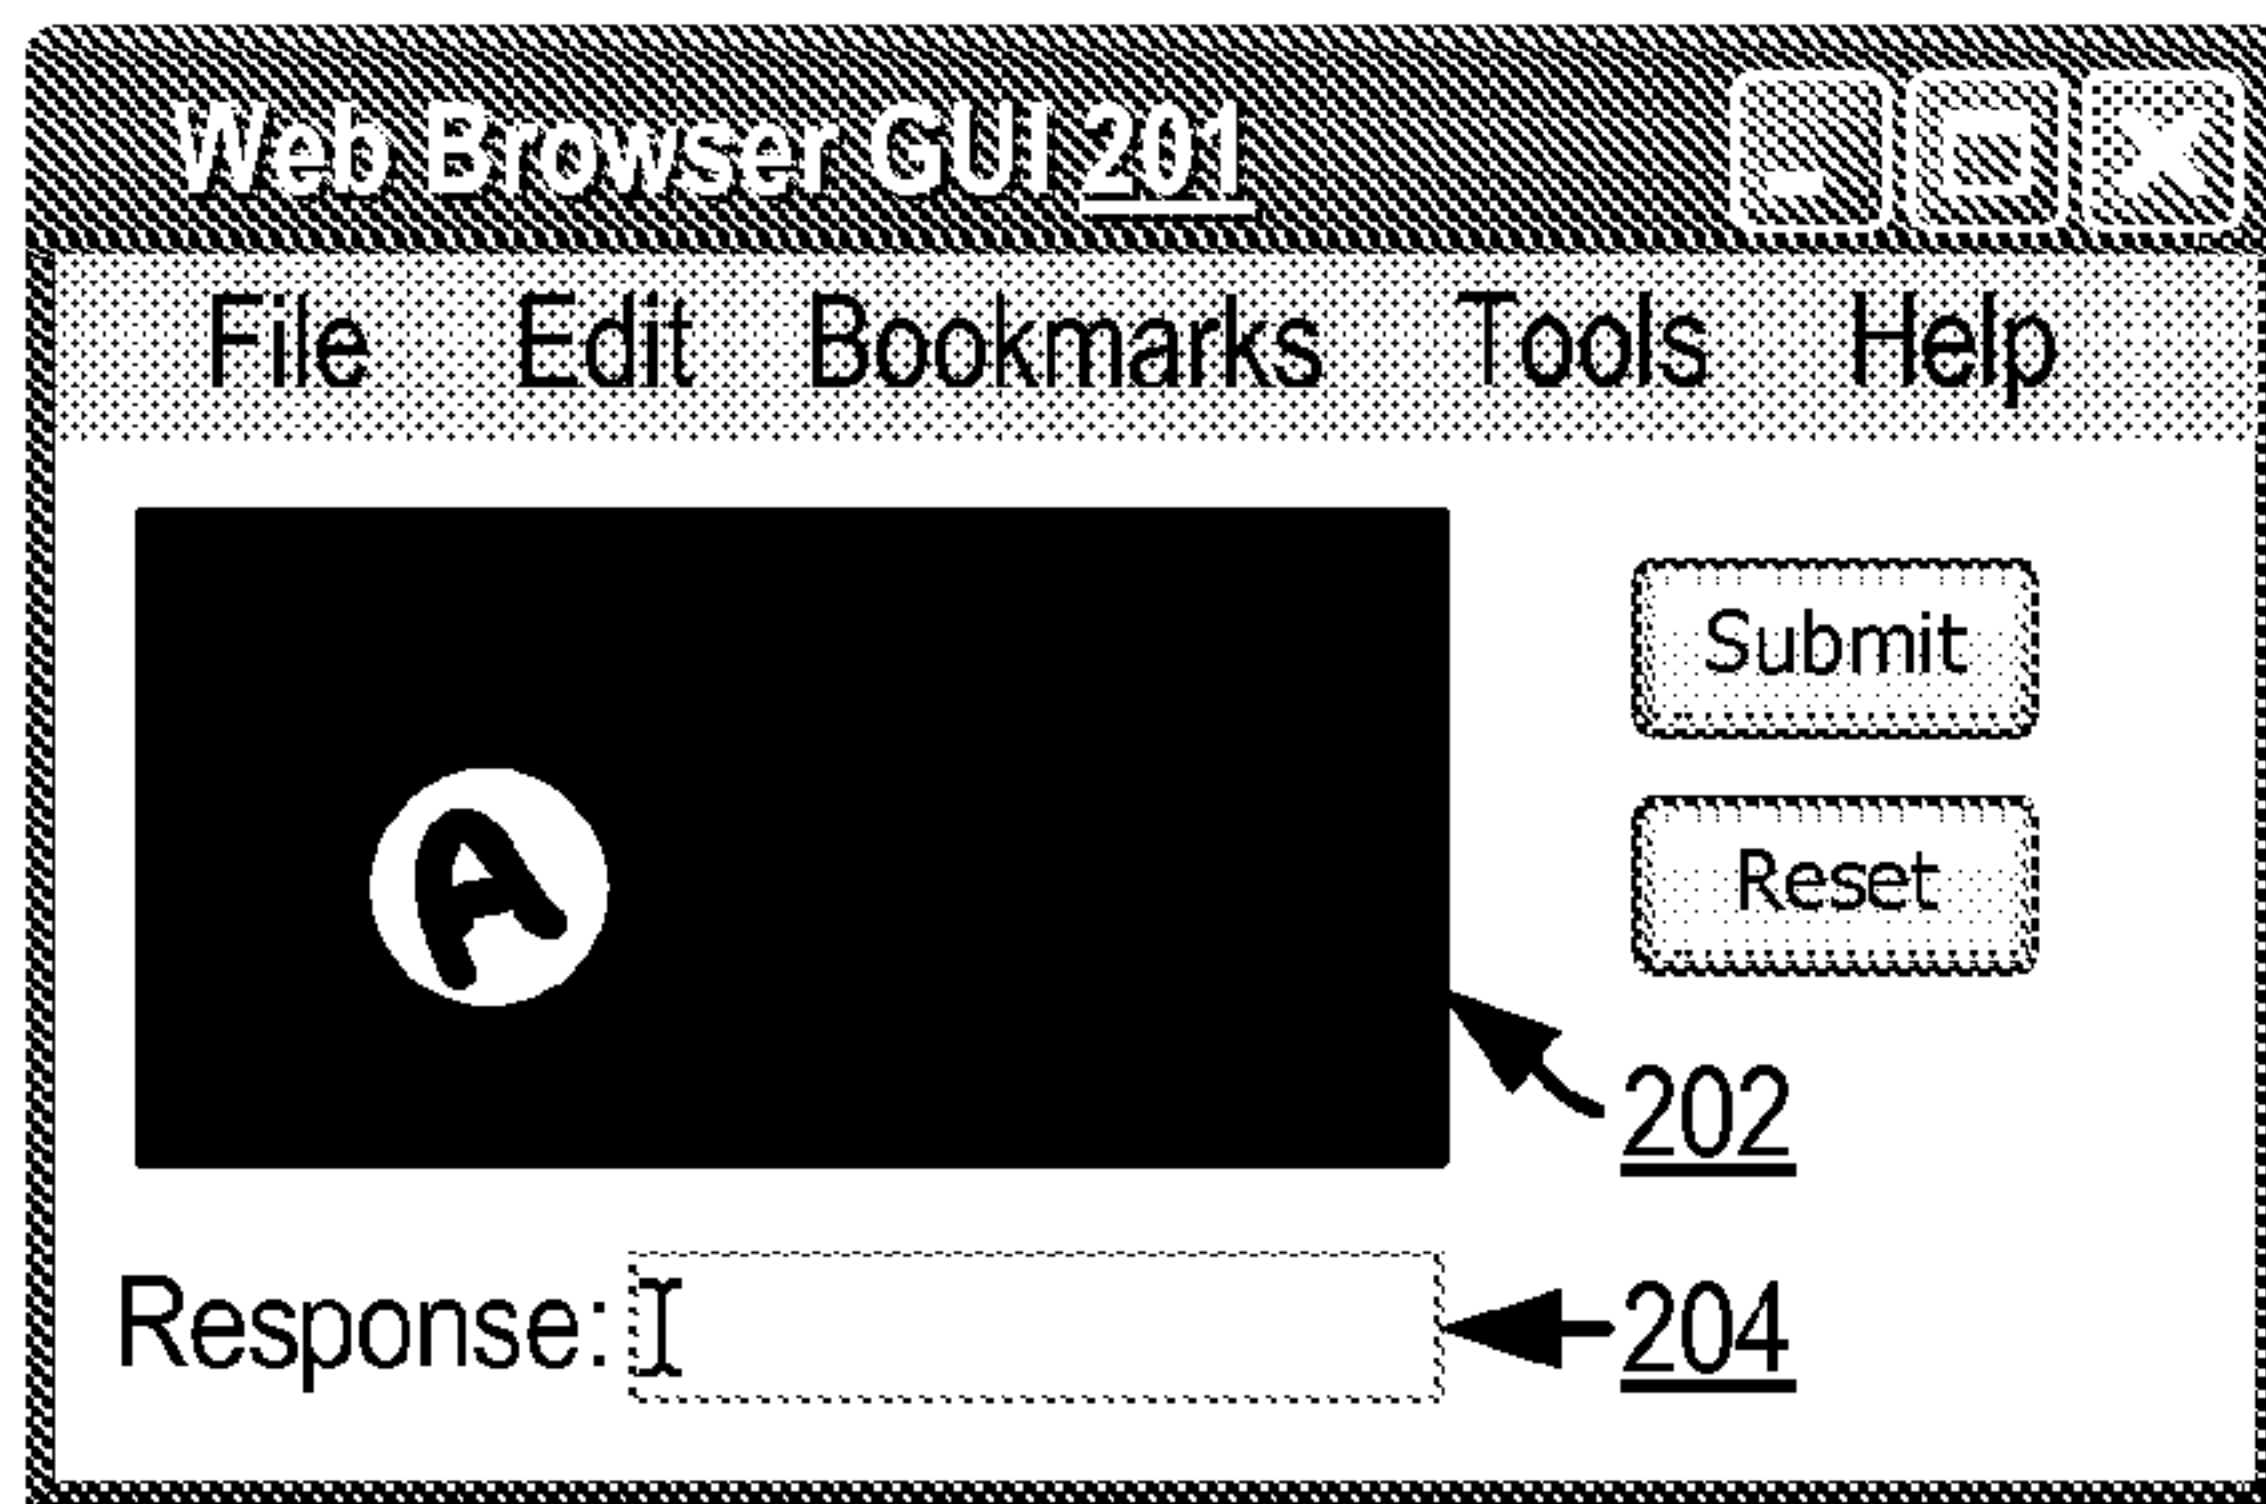 Web Browser GUI 201
File Edit Bookmarks Tools Help
Submit
A
Reset
202
Response: 204